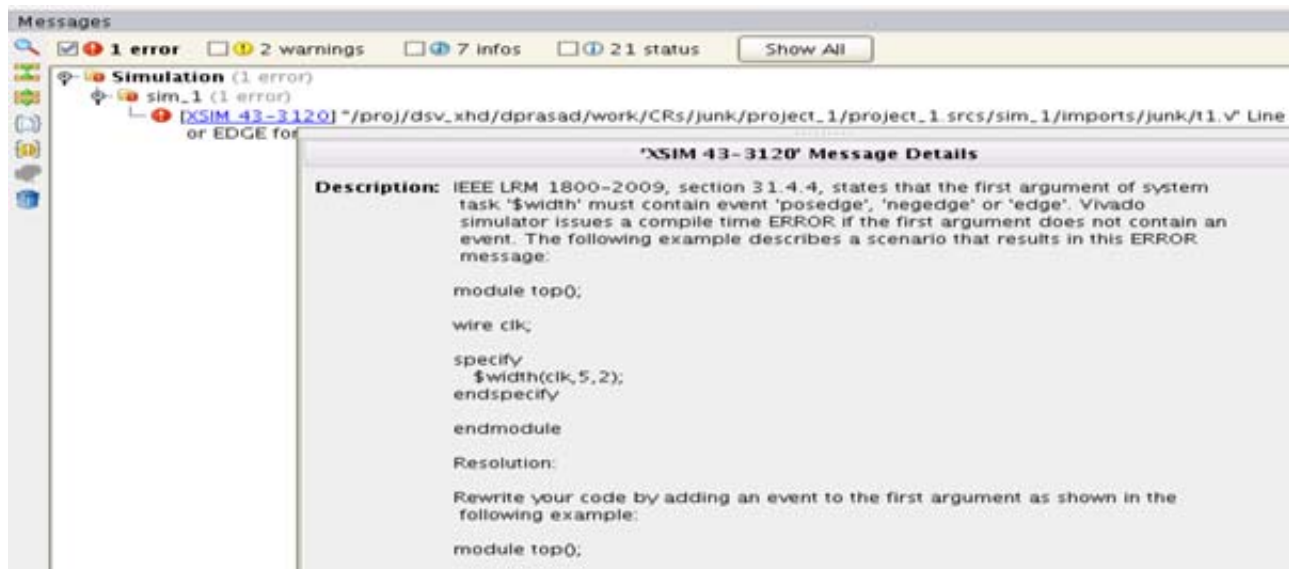 Messages
1 error 2 warnings 7 infos 21 status Show All
Simulation (1 error)
sim_1 (1 error)
[XSIM 43-3120] "/proj/dsv_xhd/dprasad/work/CRs/junk/project_1/project_1.srcs/sim_1/imports/junk/t1.v" Line
or EDGE for
'XSIM 43-3120' Message Details
Description: IEEE LRM 1800-2009, section 31.4.4, states that the first argument of system
task '$width' must contain event 'posedge', 'negedge' or 'edge'. Vivado
simulator issues a compile time ERROR if the first argument does not contain an
event. The following example describes a scenario that results in this ERROR
message:
module top();
wire clk;
specify
$width(clk,5,2);
endspecify
endmodule
Resolution:
Rewrite your code by adding an event to the first argument as shown in the
following example:
module top();